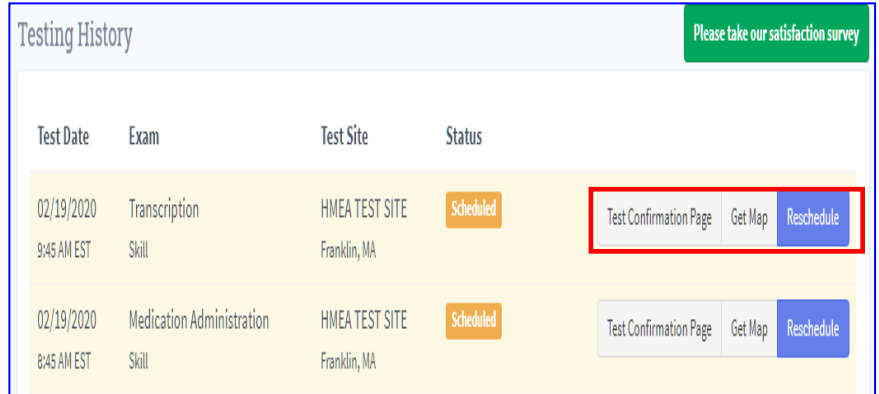 Testing History
Please take our satisfaction survey
Test Date Exam Test Site Status
02/19/2020 Transcription HMEA TEST SITE Scheduled Test Confirmation Page Get Map Reschedule
9:45 AM EST Skill Franklin, MA
02/19/2020 Medication Administration HMEA TEST SITE Scheduled Test Confirmation Page Get Map Reschedule
8:45 AM EST Skill Franklin, MA